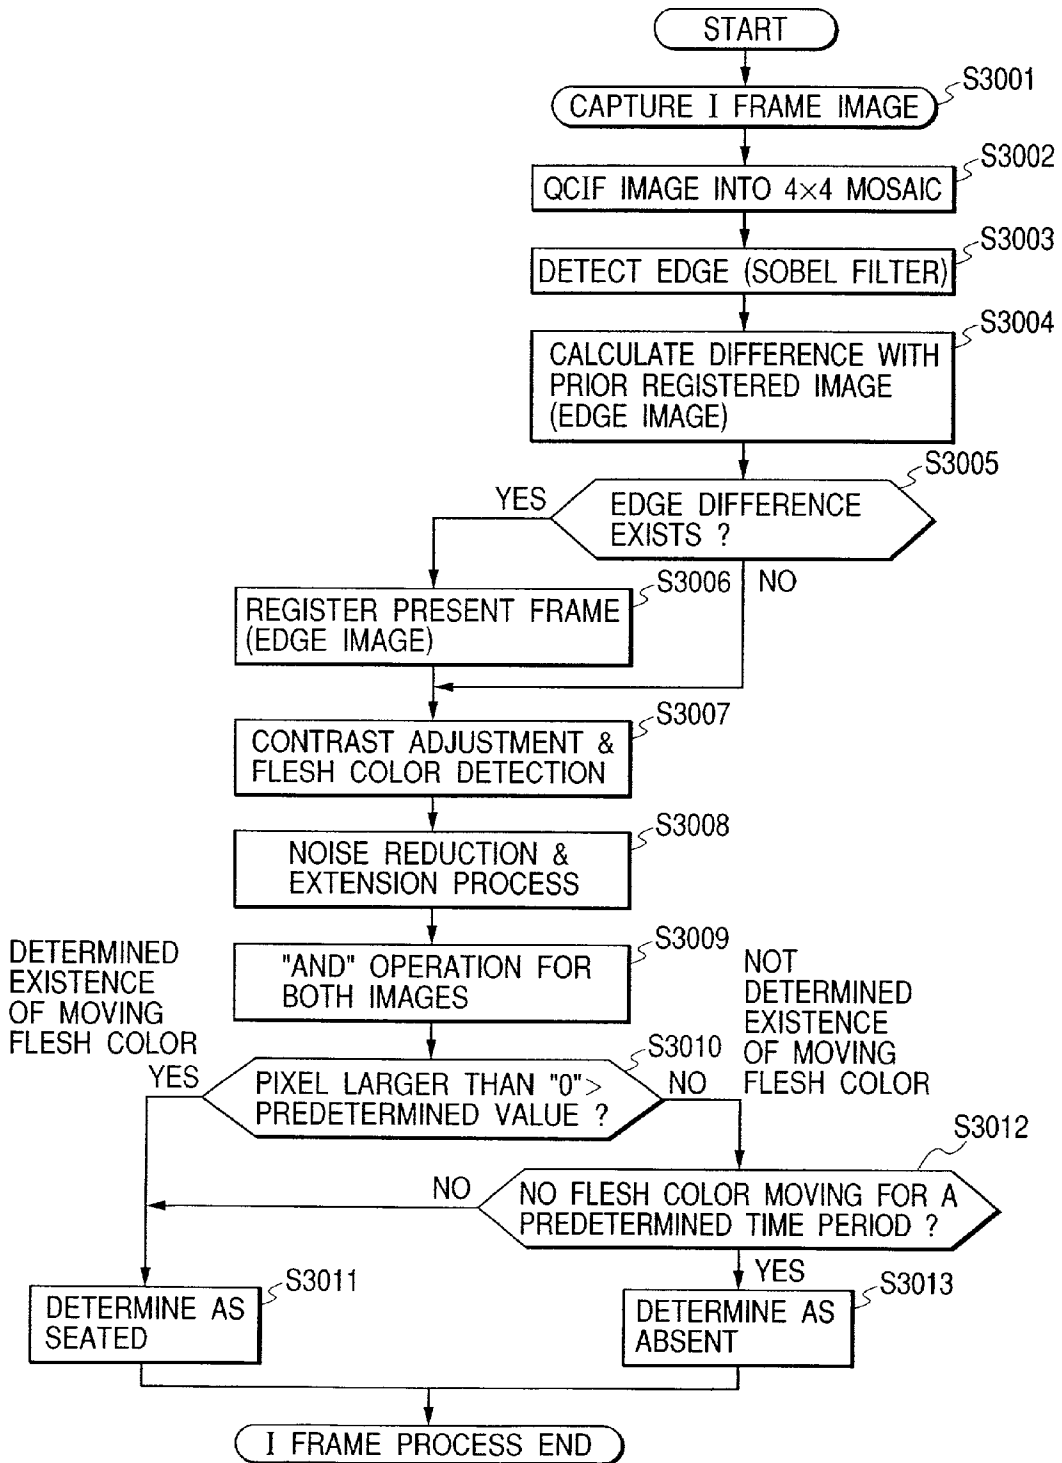 START
CAPTURE I FRAME IMAGE
S3001
QCIF IMAGE INTO 4×4 MOSAIC
S3002
DETECT EDGE (SOBEL FILTER)
S3003
CALCULATE DIFFERENCE WITH
PRIOR REGISTERED IMAGE
(EDGE IMAGE)
S3004
EDGE DIFFERENCE
EXISTS ?
S3005
YES
NO
REGISTER PRESENT FRAME
(EDGE IMAGE)
S3006
CONTRAST ADJUSTMENT &
FLESH COLOR DETECTION
S3007
NOISE REDUCTION &
EXTENSION PROCESS
S3008
"AND" OPERATION FOR
BOTH IMAGES
S3009
DETERMINED
EXISTENCE
OF MOVING
FLESH COLOR
NOT
DETERMINED
EXISTENCE
OF MOVING
FLESH COLOR
YES
PIXEL LARGER THAN "0">
PREDETERMINED VALUE ?
S3010
NO
S3012
NO
NO FLESH COLOR MOVING FOR A
PREDETERMINED TIME PERIOD ?
YES
DETERMINE AS
SEATED
S3011
DETERMINE AS
ABSENT
S3013
I FRAME PROCESS END